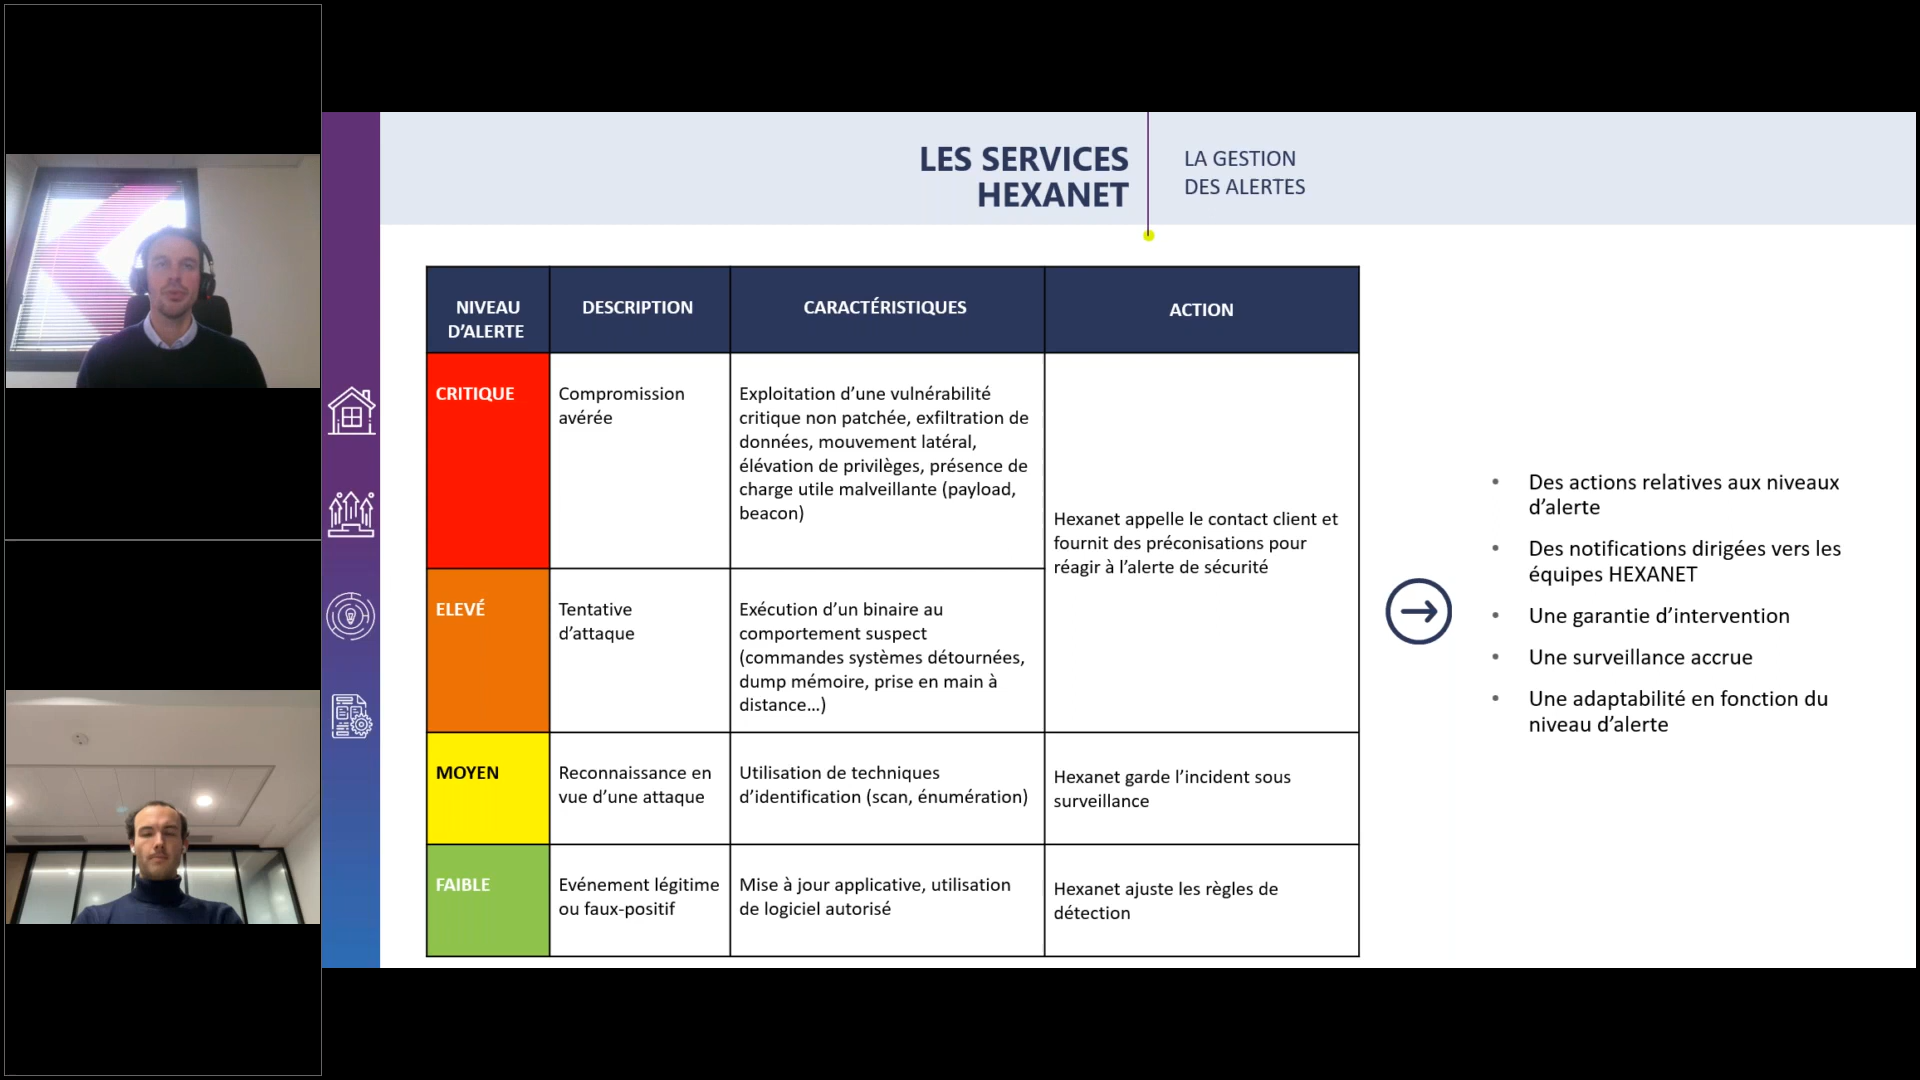 LES SERVICES
HEXANET
LA GESTION
DES ALERTES
NIVEAU
D’ALERTE
DESCRIPTION
CARACTÉRISTIQUES
ACTION
CRITIQUE
Compromission
avérée
Exploitation d’une vulnérabilité
critique non patchée, exfiltration de
données, mouvement latéral,
élévation de privilèges, présence de
charge utile malveillante (payload,
beacon)
Hexanet appelle le contact client et
fournit des préconisations pour
réagir à l’alerte de sécurité
ELEVÉ
Tentative
d’attaque
Exécution d’un binaire au
comportement suspect
(commandes systèmes détournées,
dump mémoire, prise en main à
distance…)
MOYEN
Reconnaissance en
vue d’une attaque
Utilisation de techniques
d’identification (scan, énumération)
Hexanet garde l’incident sous
surveillance
FAIBLE
Evénement légitime
ou faux-positif
Mise à jour applicative, utilisation
de logiciel autorisé
Hexanet ajuste les règles de
détection
• Des actions relatives aux niveaux
d’alerte
• Des notifications dirigées vers les
équipes HEXANET
• Une garantie d’intervention
• Une surveillance accrue
• Une adaptabilité en fonction du
niveau d’alerte